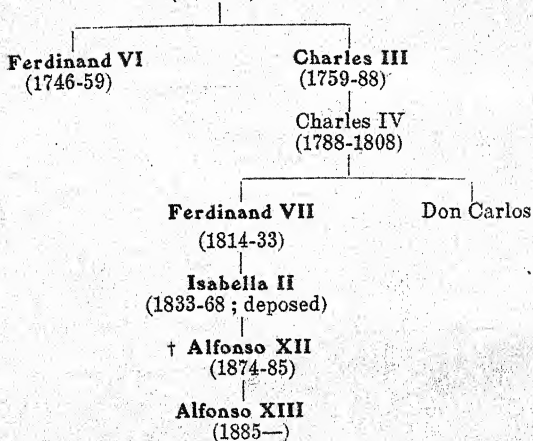 Ferdinand VI Charles III
(1746-59) (1759-88)
Charles IV
(1788-1808)
Ferdinand VII Don Carlos
(1814-33)
Isabella II
(1833-68 ; deposed)
† Alfonso XII
(1874-85)
Alfonso XIII
(1885—)